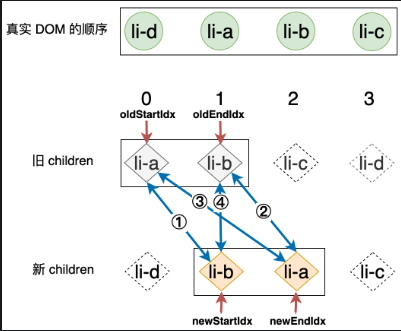 真实 DOM 的顺序
li-d li-a li-b li-c
0 1 2 3
oldStartIdx oldEndIdx
旧 children
li-a li-b li-c li-d
③ ④
① ②
新 children
li-d li-b li-a li-c
newStartIdx newEndIdx